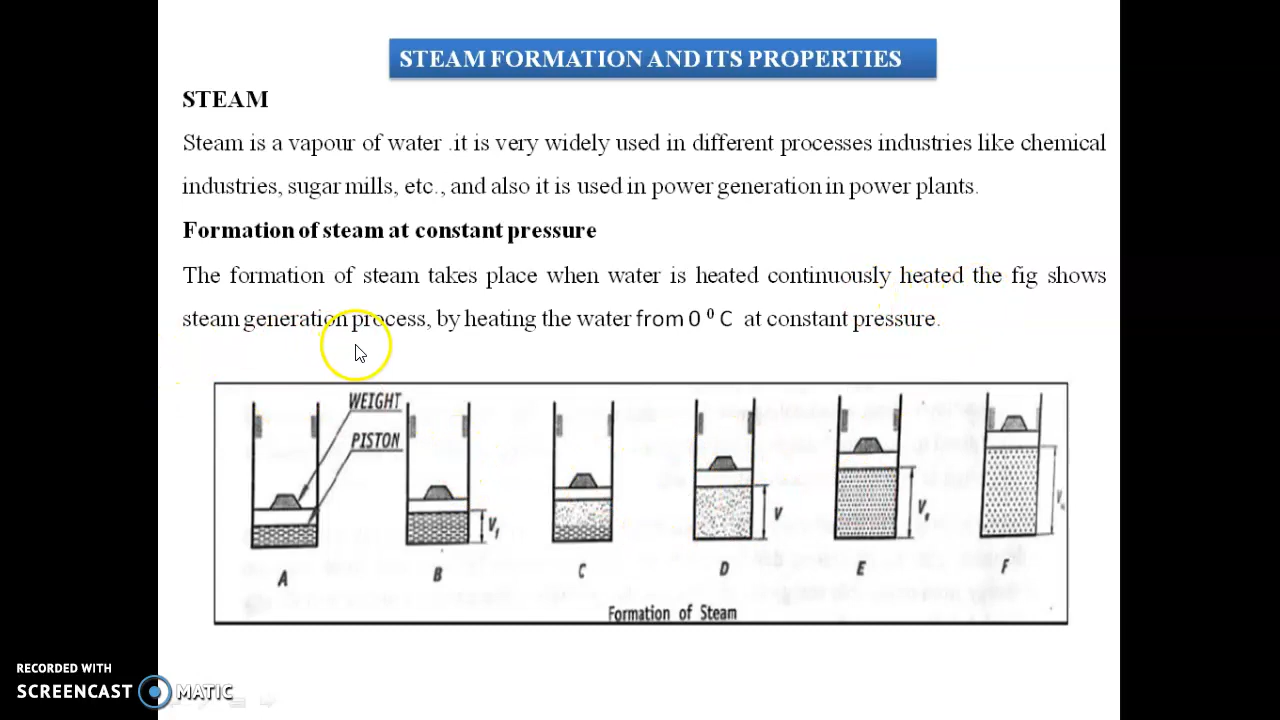 STEAM FORMATION AND ITS PROPERTIES
STEAM
Steam is a vapour of water .it is very widely used in different processes industries like chemical
industries, sugar mills, etc., and also it is used in power generation in power plants.
Formation of steam at constant pressure
The formation of steam takes place when water is heated continuously heated the fig shows
steam generation process, by heating the water from 0 ⁰ C at constant pressure.
WEIGHT
PISTON
Vf
V
Vg
A
B
C
D
E
F
Formation of Steam
RECORDED WITH
SCREENCAST MATIC